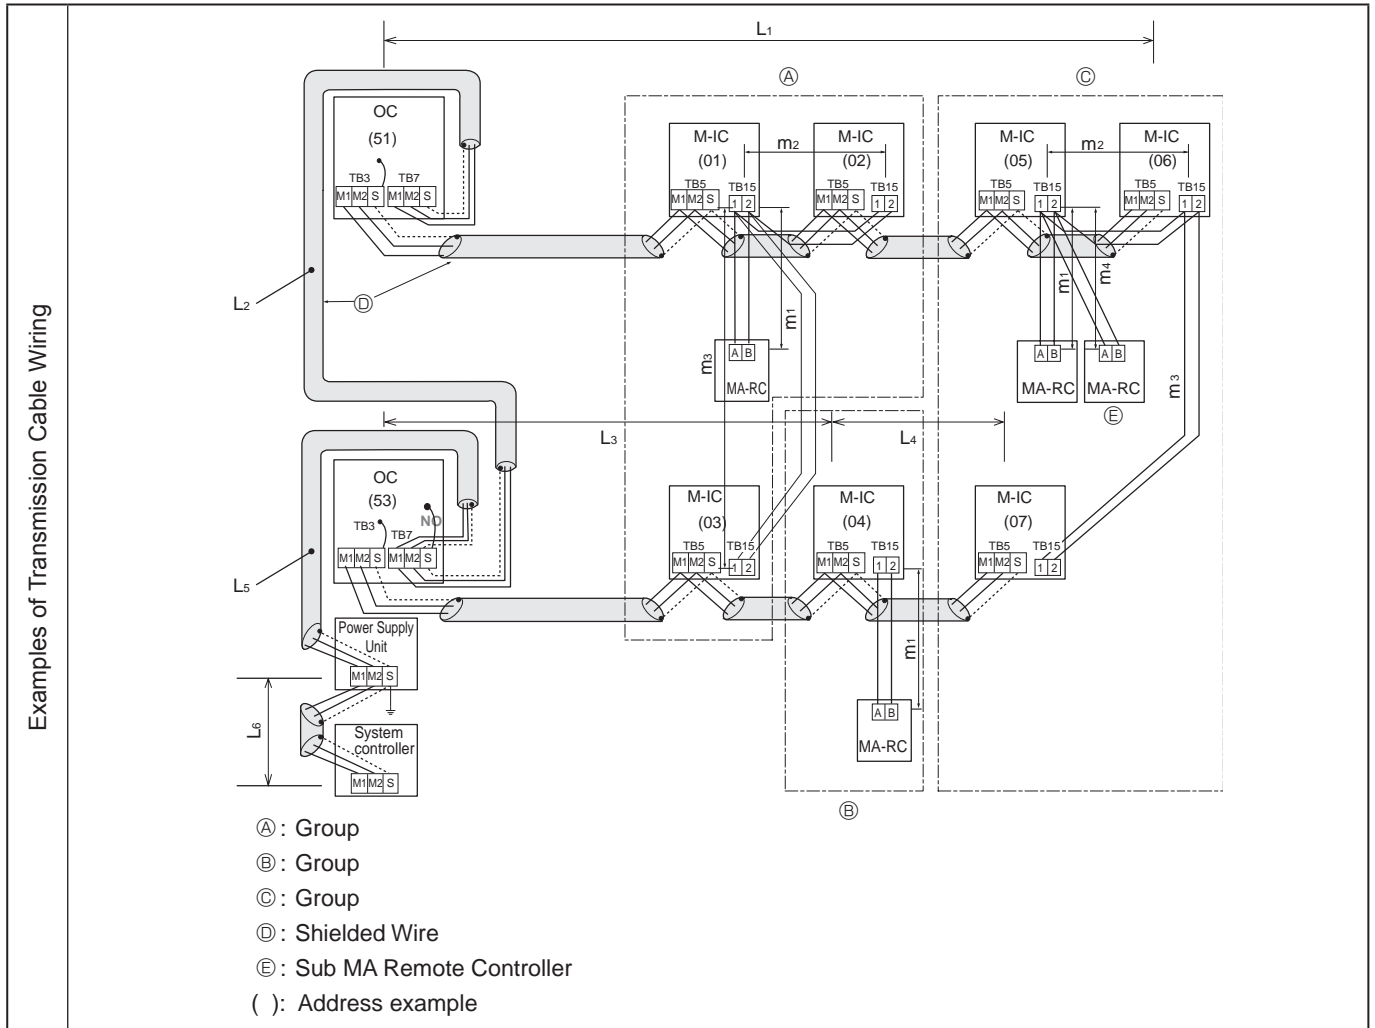 Examples of Transmission Cable Wiring
L1
Ⓐ
Ⓒ
OC
(51)
TB3
TB7
M1 M2 S
M1 M2 S
M-IC
(01)
TB5
TB15
M1 M2 S
1 2
m2
M-IC
(02)
TB5
TB15
M1 M2 S
1 2
M-IC
(05)
TB5
TB15
M1 M2 S
1 2
m2
M-IC
(06)
TB5
TB15
M1 M2 S
1 2
L2
Ⓓ
m3
m1
A B
MA-RC
m1
m4
A B
MA-RC
A B
MA-RC
Ⓔ
m3
L3
L4
OC
(53)
NO
TB3
TB7
M1 M2 S
M1 M2 S
M-IC
(03)
TB5
TB15
M1 M2 S
1 2
M-IC
(04)
TB5
TB15
M1 M2 S
1 2
M-IC
(07)
TB5
TB15
M1 M2 S
1 2
L5
Power Supply
Unit
M1 M2 S
m1
A B
MA-RC
L6
System
controller
M1 M2 S
Ⓑ
Ⓐ: Group
Ⓑ: Group
Ⓒ: Group
Ⓓ: Shielded Wire
Ⓔ: Sub MA Remote Controller
( ): Address example